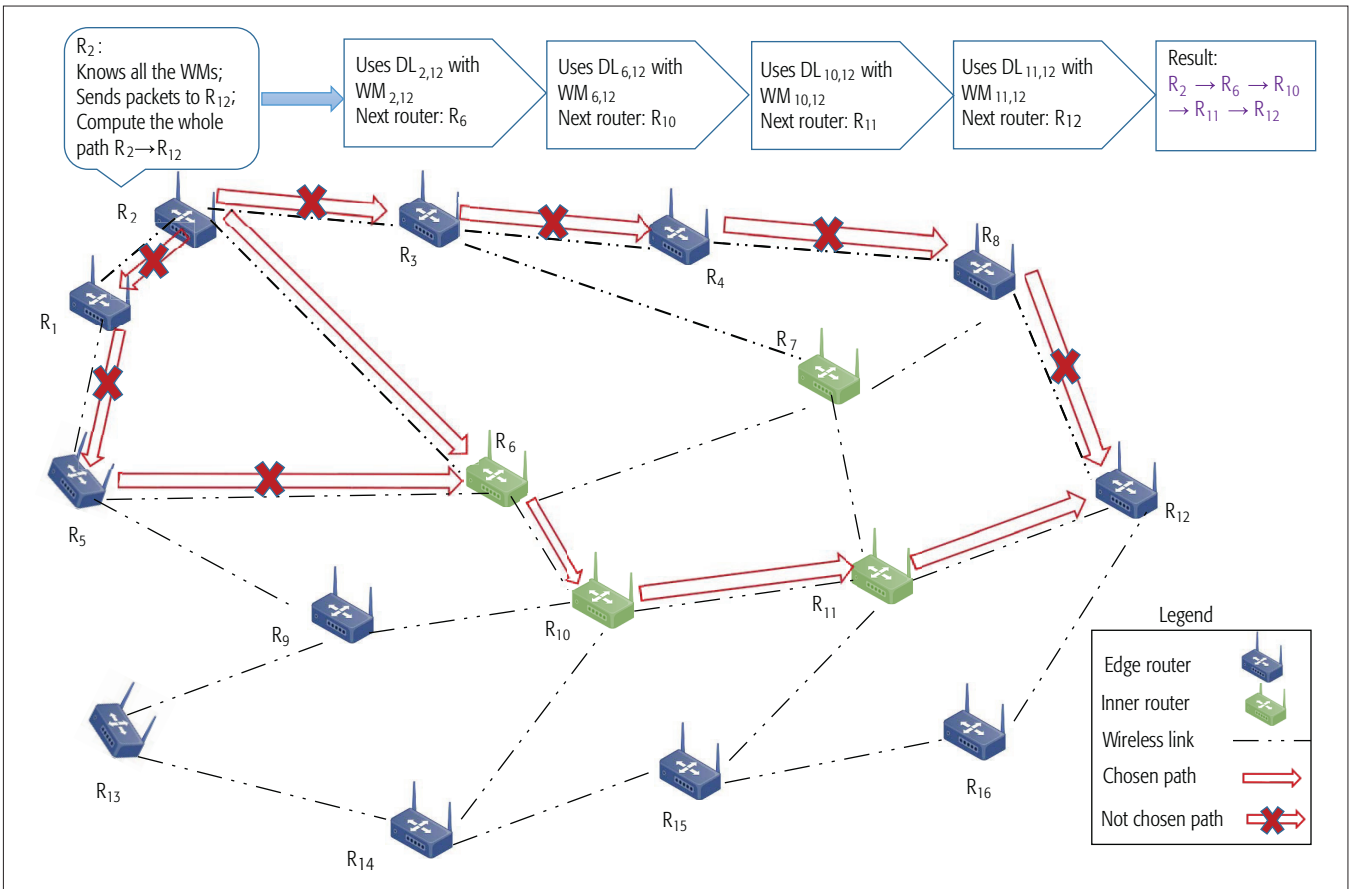 R2 :
Knows all the WMs;
Sends packets to R12;
Compute the whole
path R2→R12
Uses DL2,12 with
WM2,12
Next router: R6
Uses DL6,12 with
WM6,12
Next router: R10
Uses DL10,12 with
WM10,12
Next router: R11
Uses DL11,12 with
WM11,12
Next router: R12
Result:
R2 → R6 → R10
→ R11 → R12
R2
R3
R4
R8
R1
R7
R6
R5
R12
R9
R10
R11
R13
R14
R15
R16
Legend
Edge router
Inner router
Wireless link
Chosen path
Not chosen path